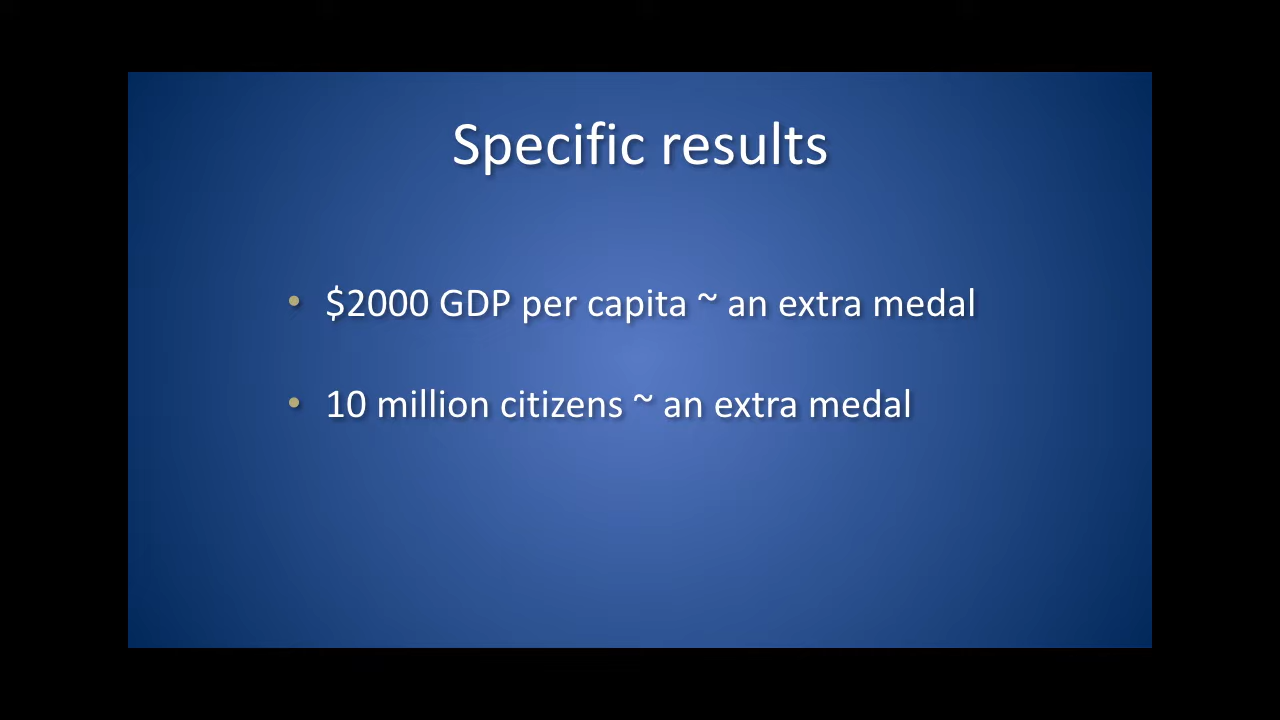 Specific results
• $2000 GDP per capita ~ an extra medal
• 10 million citizens ~ an extra medal